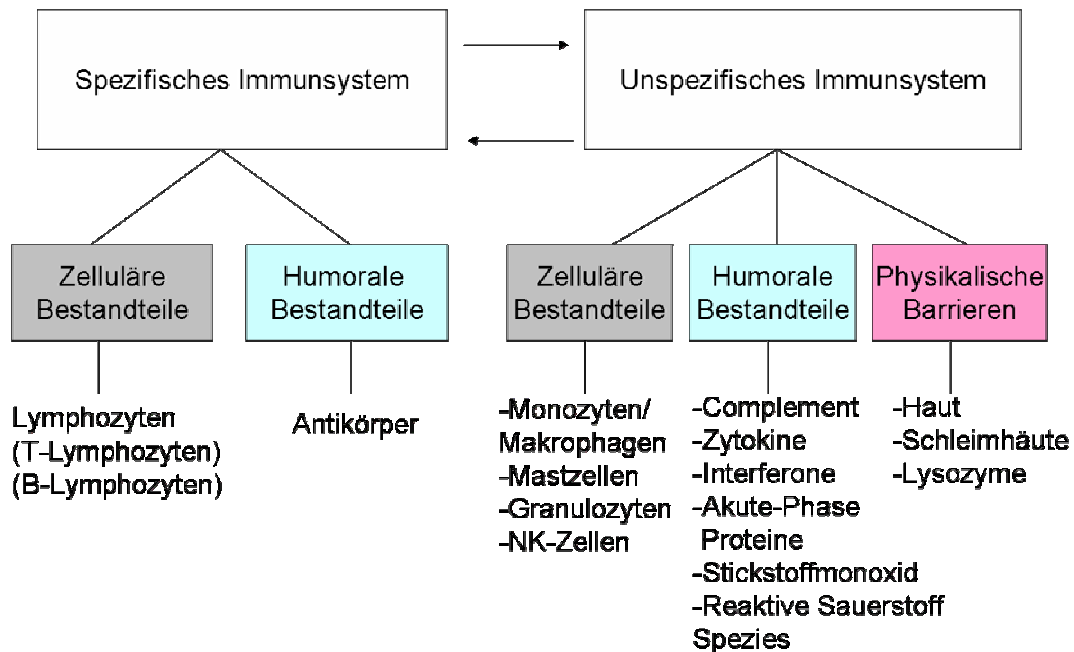 Spezifisches Immunsystem
Unspezifisches Immunsystem
Zelluläre
Bestandteile
Humorale
Bestandteile
Zelluläre
Bestandteile
Humorale
Bestandteile
Physikalische
Barrieren
Lymphozyten
(T-Lymphozyten)
(B-Lymphozyten)
Antikörper
-Monozyten/
Makrophagen
-Mastzellen
-Granulozyten
-NK-Zellen
-Complement
-Zytokine
-Interferone
-Akute-Phase
Proteine
-Stickstoffmonoxid
-Reaktive Sauerstoff
Spezies
-Haut
-Schleimhäute
-Lysozyme